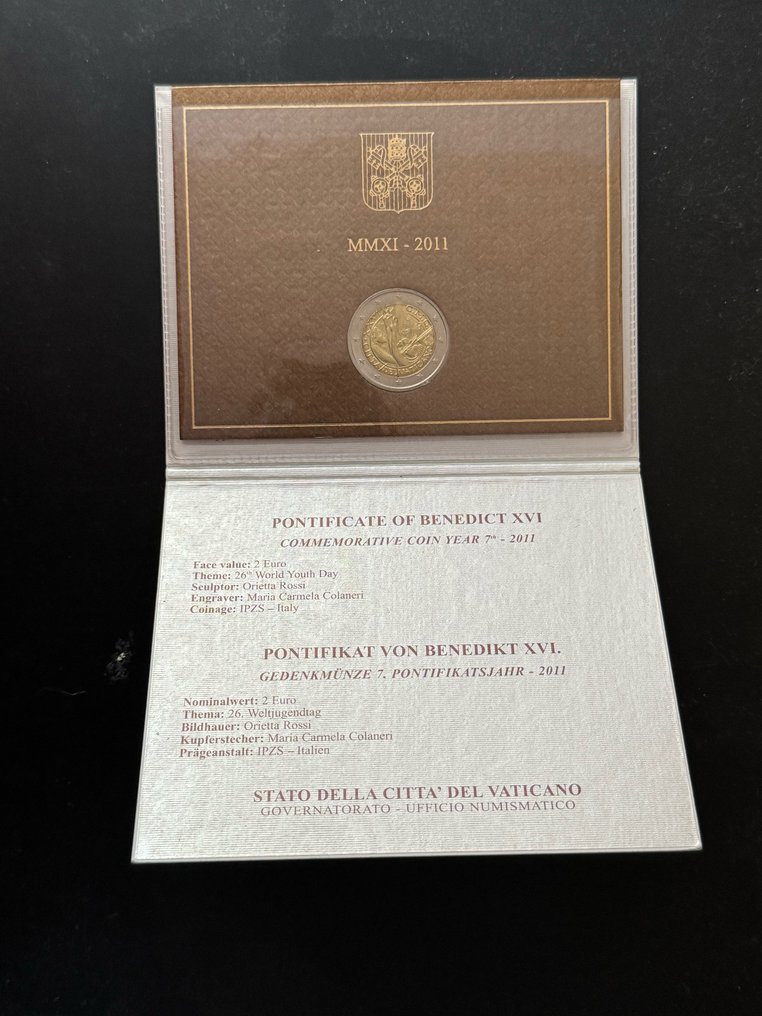 MMXI - 2011
PONTIFICATE OF BENEDICT XVI
COMMEMORATIVE COIN YEAR 7th - 2011
Face value: 2 Euro
Theme: 26th World Youth Day
Sculptor: Orietta Rossi
Engraver: Maria Carmela Colaneri
Coinage: IPZS – Italy
PONTIFIKAT VON BENEDIKT XVI.
GEDENKMÜNZE 7. PONTIFIKATSJAHR - 2011
Nominalwert: 2 Euro
Thema: 26. Weltjugendtag
Bildhauer: Orietta Rossi
Kupferstecher: Maria Carmela Colaneri
Prägeanstalt: IPZS – Italien
STATO DELLA CITTA' DEL VATICANO
GOVERNATORATO - UFFICIO NUMISMATICO